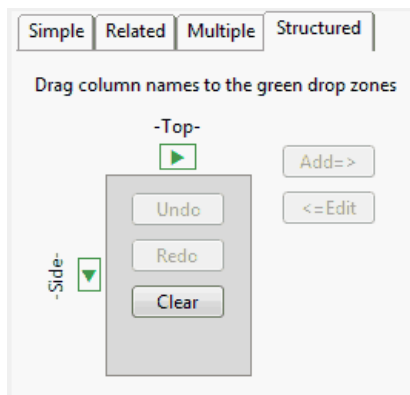 Simple Related Multiple Structured
Drag column names to the green drop zones
-Top-
Add=>
Undo
<=Edit
Redo
-Side-
Clear